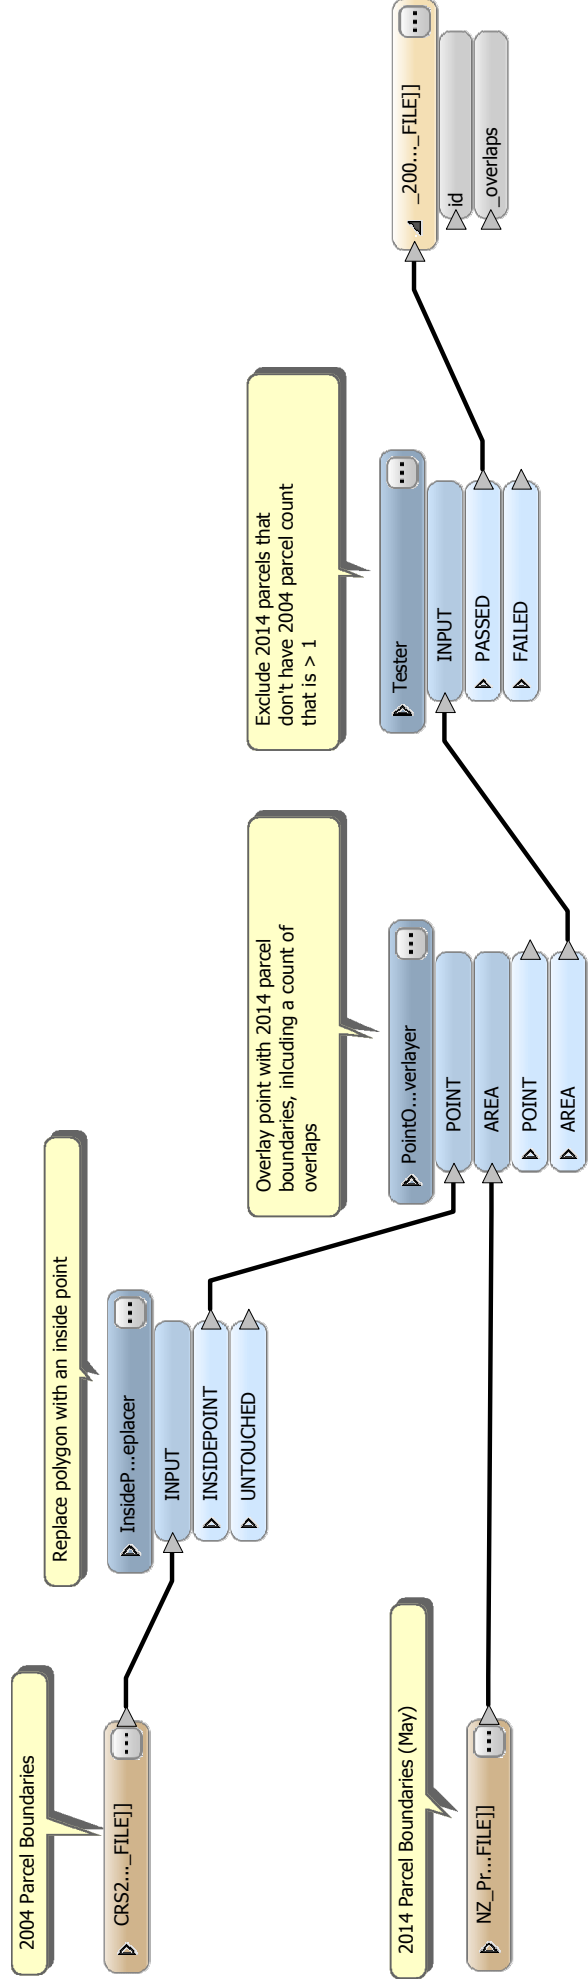 2004 Parcel Boundaries
CRS2..._FILE]]
Replace polygon with an inside point
InsideP...eplacer
INPUT
INSIDEPOINT
UNTOUCHED
2014 Parcel Boundaries (May)
NZ_Pr...FILE]]
Overlay point with 2014 parcel
boundaries, inlcuding a count of
overlaps
PointO...verlayer
POINT
AREA
POINT
AREA
Exclude 2014 parcels that
don't have 2004 parcel count
that is > 1
Tester
INPUT
PASSED
FAILED
_200..._FILE]]
id
_overlaps